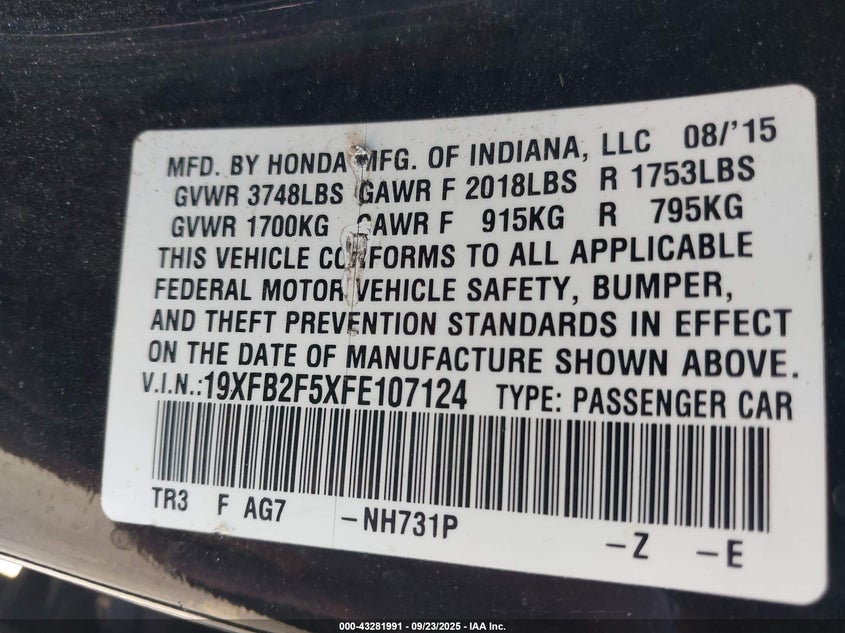 MFD. BY HONDA MFG. OF INDIANA, LLC 08/'15
GVWR 3748LBS GAWR F 2018LBS R 1753LBS
GVWR 1700KG GAWR F 915KG R 795KG
THIS VEHICLE CONFORMS TO ALL APPLICABLE
FEDERAL MOTOR VEHICLE SAFETY, BUMPER,
AND THEFT PREVENTION STANDARDS IN EFFECT
ON THE DATE OF MANUFACTURE SHOWN ABOVE.
V.I.N.:19XFB2F5XFE107124 TYPE: PASSENGER CAR
TR3 F AG7 -NH731P -Z -E
000-43281991 - 09/23/2025 - IAA Inc.